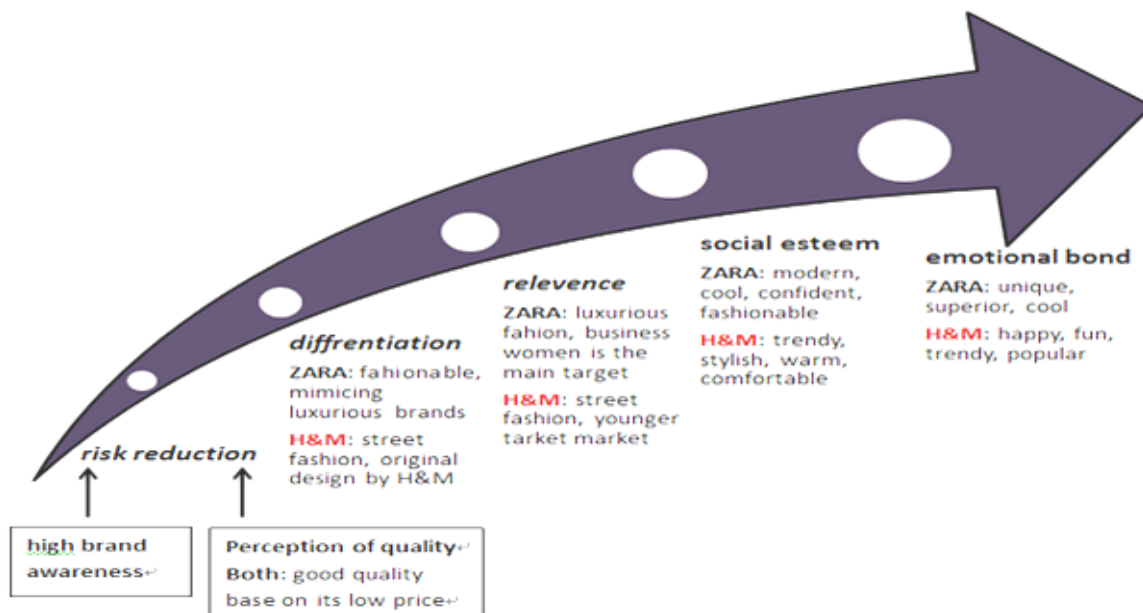 risk reduction
high brand
awareness
Perception of quality
Both: good quality
base on its low price
diffrentiation
ZARA: fahionable,
mimicing
luxurious brands
H&M: street
fashion, original
design by H&M
relevence
ZARA: luxurious
fahion, business
women is the
main target
H&M: street
fashion, younger
tarket market
social esteem
ZARA: modern,
cool, confident,
fashionable
H&M: trendy,
stylish, warm,
comfortable
emotional bond
ZARA: unique,
superior, cool
H&M: happy, fun,
trendy, popular